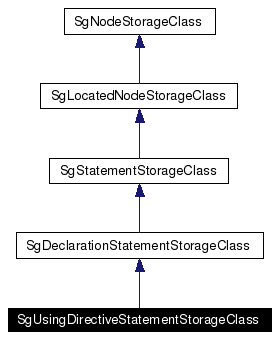 SgNodeStorageClass
SgLocatedNodeStorageClass
SgStatementStorageClass
SgDeclarationStatementStorageClass
SgUsingDirectiveStatementStorageClass